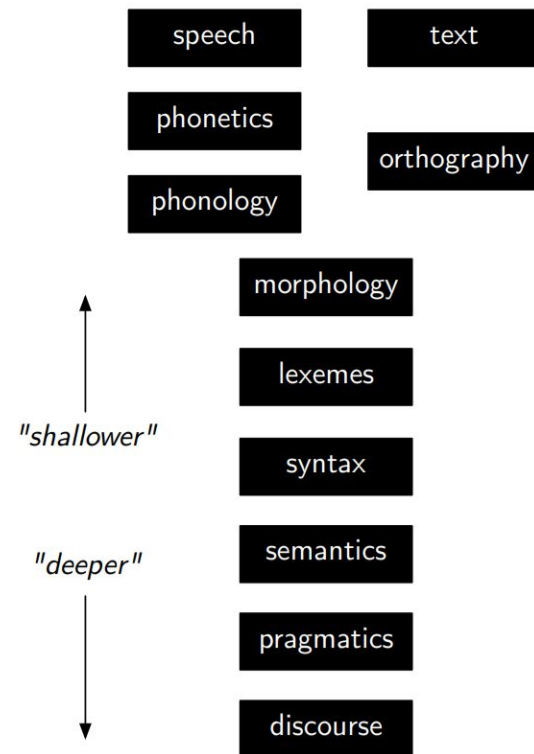 speech
text
phonetics
orthography
phonology
morphology
lexemes
"shallower"
syntax
semantics
"deeper"
pragmatics
discourse